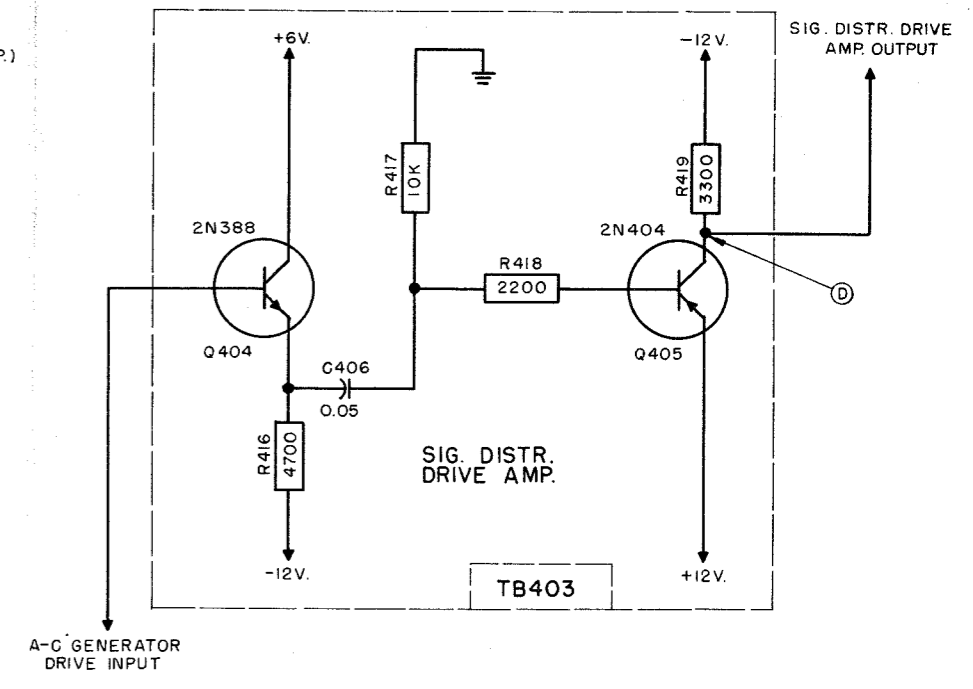 P.)
+6V.
-12V.
SIG. DISTR. DRIVE
AMP. OUTPUT
R417
10K
R419
3300
2N388
2N404
R418
2200
D
Q404
Q405
C406
0.05
R416
4700
SIG. DISTR.
DRIVE AMP.
-12V.
+12V.
TB403
A-C GENERATOR
DRIVE INPUT